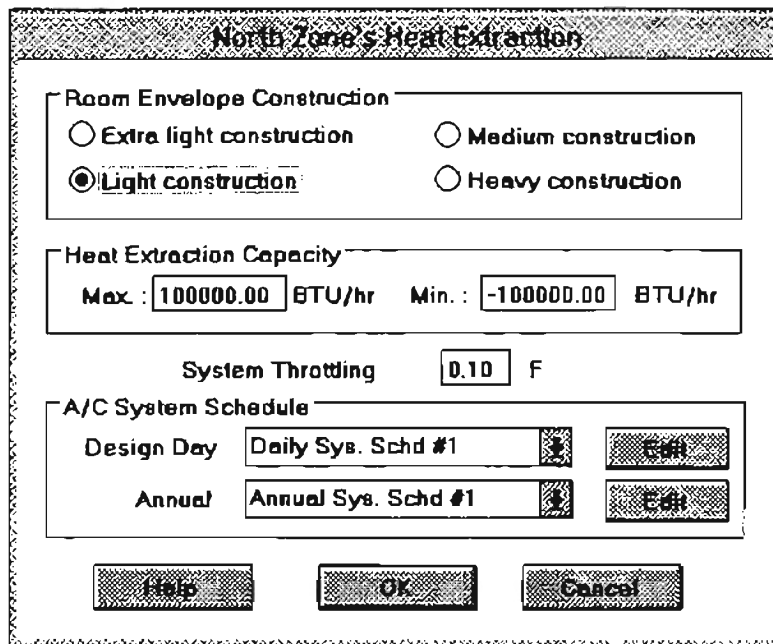 North Zone's Heat Extraction
Room Envelope Construction
Extra light construction Medium construction
Light construction Heavy construction
Heat Extraction Capacity
Max. : 100000.00 BTU/hr Min. : -100000.00 BTU/hr
System Throttling 0.10 F
A/C System Schedule
Design Day Daily Sys. Schd #1 Edit
Annual Annual Sys. Schd #1 Edit
Help OK Cancel